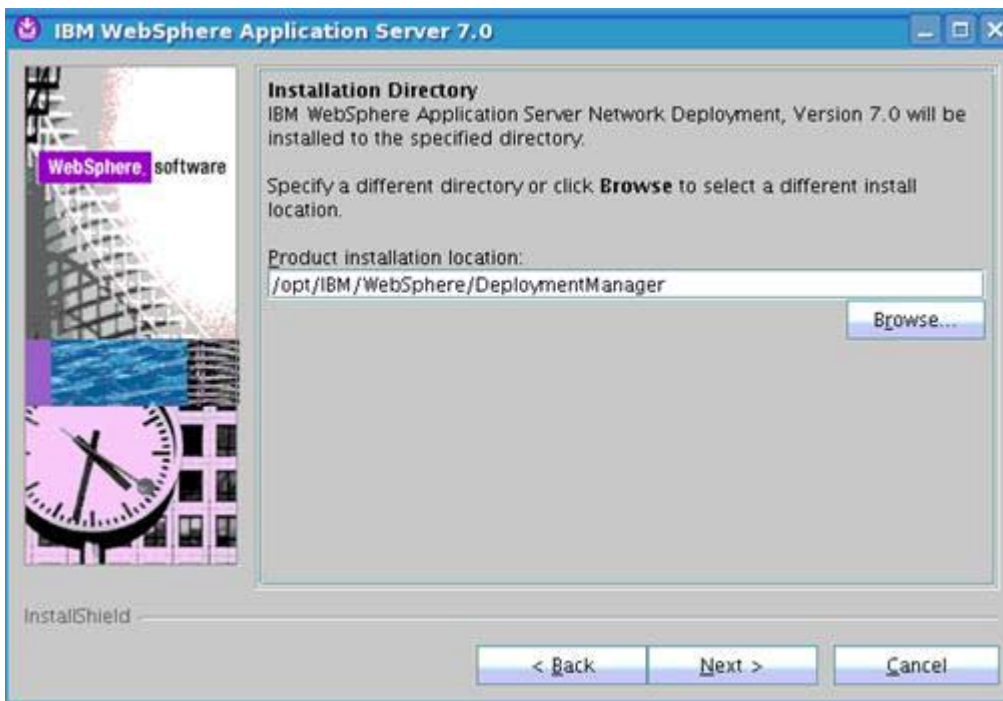 IBM WebSphere Application Server 7.0
WebSphere. software
Installation Directory
IBM WebSphere Application Server Network Deployment, Version 7.0 will be
installed to the specified directory.
Specify a different directory or click Browse to select a different install
location.
Product installation location:
/opt/IBM/WebSphere/DeploymentManager
Browse...
InstallShield
< Back
Next >
Cancel